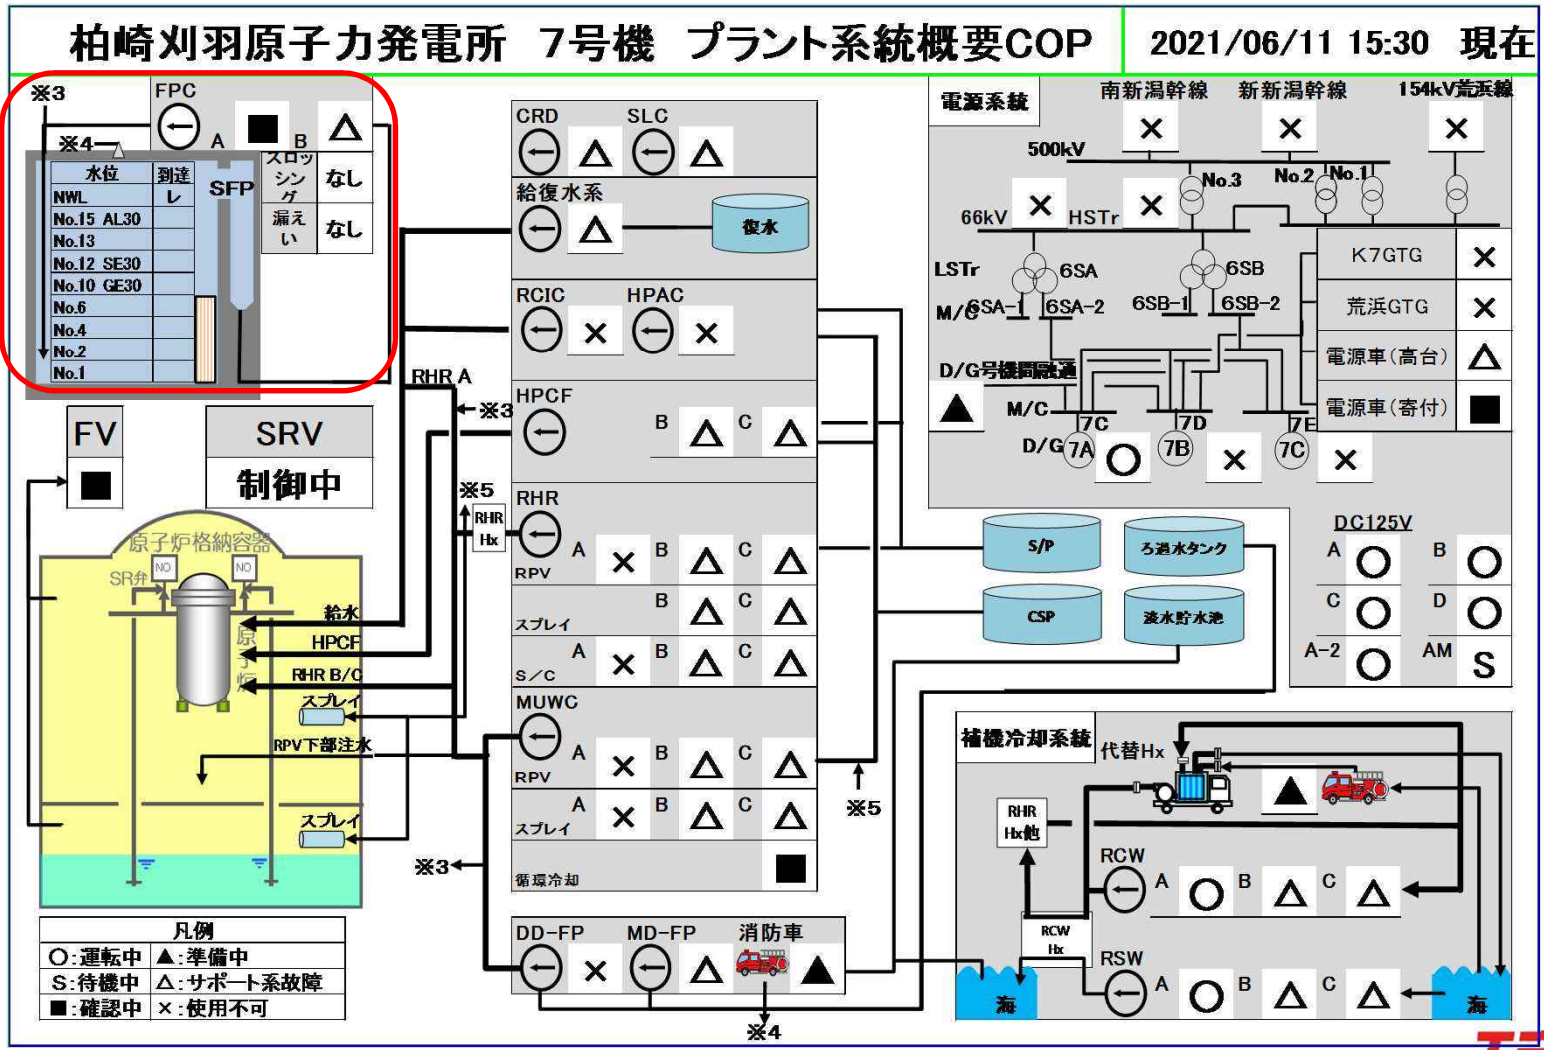 柏崎刈羽原子力発電所 7号機 プラント系統概要COP
2021/06/11 15:30 現在
※3
FPC
A ■ B △
※4
水位 到達
NWL レ
No.15 AL30
No.13
No.12 SE30
No.10 GE30
No.6
No.4
No.2
No.1
SFP
スロッシング なし
漏えい なし
FV
■
SRV
制御中
原子炉格納容器
SR弁
NO
NO
原子炉
給水
HPCF
RHR B/C
スプレイ
RPV下部注水
スプレイ
凡例
○:運転中 ▲:準備中
S:待機中 △:サポート系故障
■:確認中 ×:使用不可
RHR A
※3
※5
RHR
Hx
※3
CRD △ SLC △
給復水系
△
復水
RCIC × HPAC ×
HPCF
B △ C △
RHR
RPV
A × B △ C △
スプレイ
B △ C △
S/C
A × B △ C △
MUWC
RPV
A × B △ C △
スプレイ
A × B △ C △
循環冷却 ■
DD-FP × MD-FP △ 消防車 ▲
※4
※5
電源系統
南新潟幹線 新新潟幹線 154kV荒浜線
× × ×
500kV
No.3 No.2 No.1
66kV × HSTr ×
LSTr 6SA 6SB
M/C 6SA-1 6SA-2 6SB-1 6SB-2
K7GTG ×
荒浜GTG ×
電源車(高台) △
電源車(寄付) ■
D/G号機間融通
▲
M/C 7C 7D 7E
D/G 7A ○ 7B × 7C ×
DC125V
A ○ B ○
C ○ D ○
A-2 ○ AM S
S/P
ろ過水タンク
CSP
淡水貯水池
補機冷却系統
代替Hx
▲
RHR
Hx他
RCW
A ○ B △ C △
RCW
Hx
RSW
A ○ B △ C △
海
海